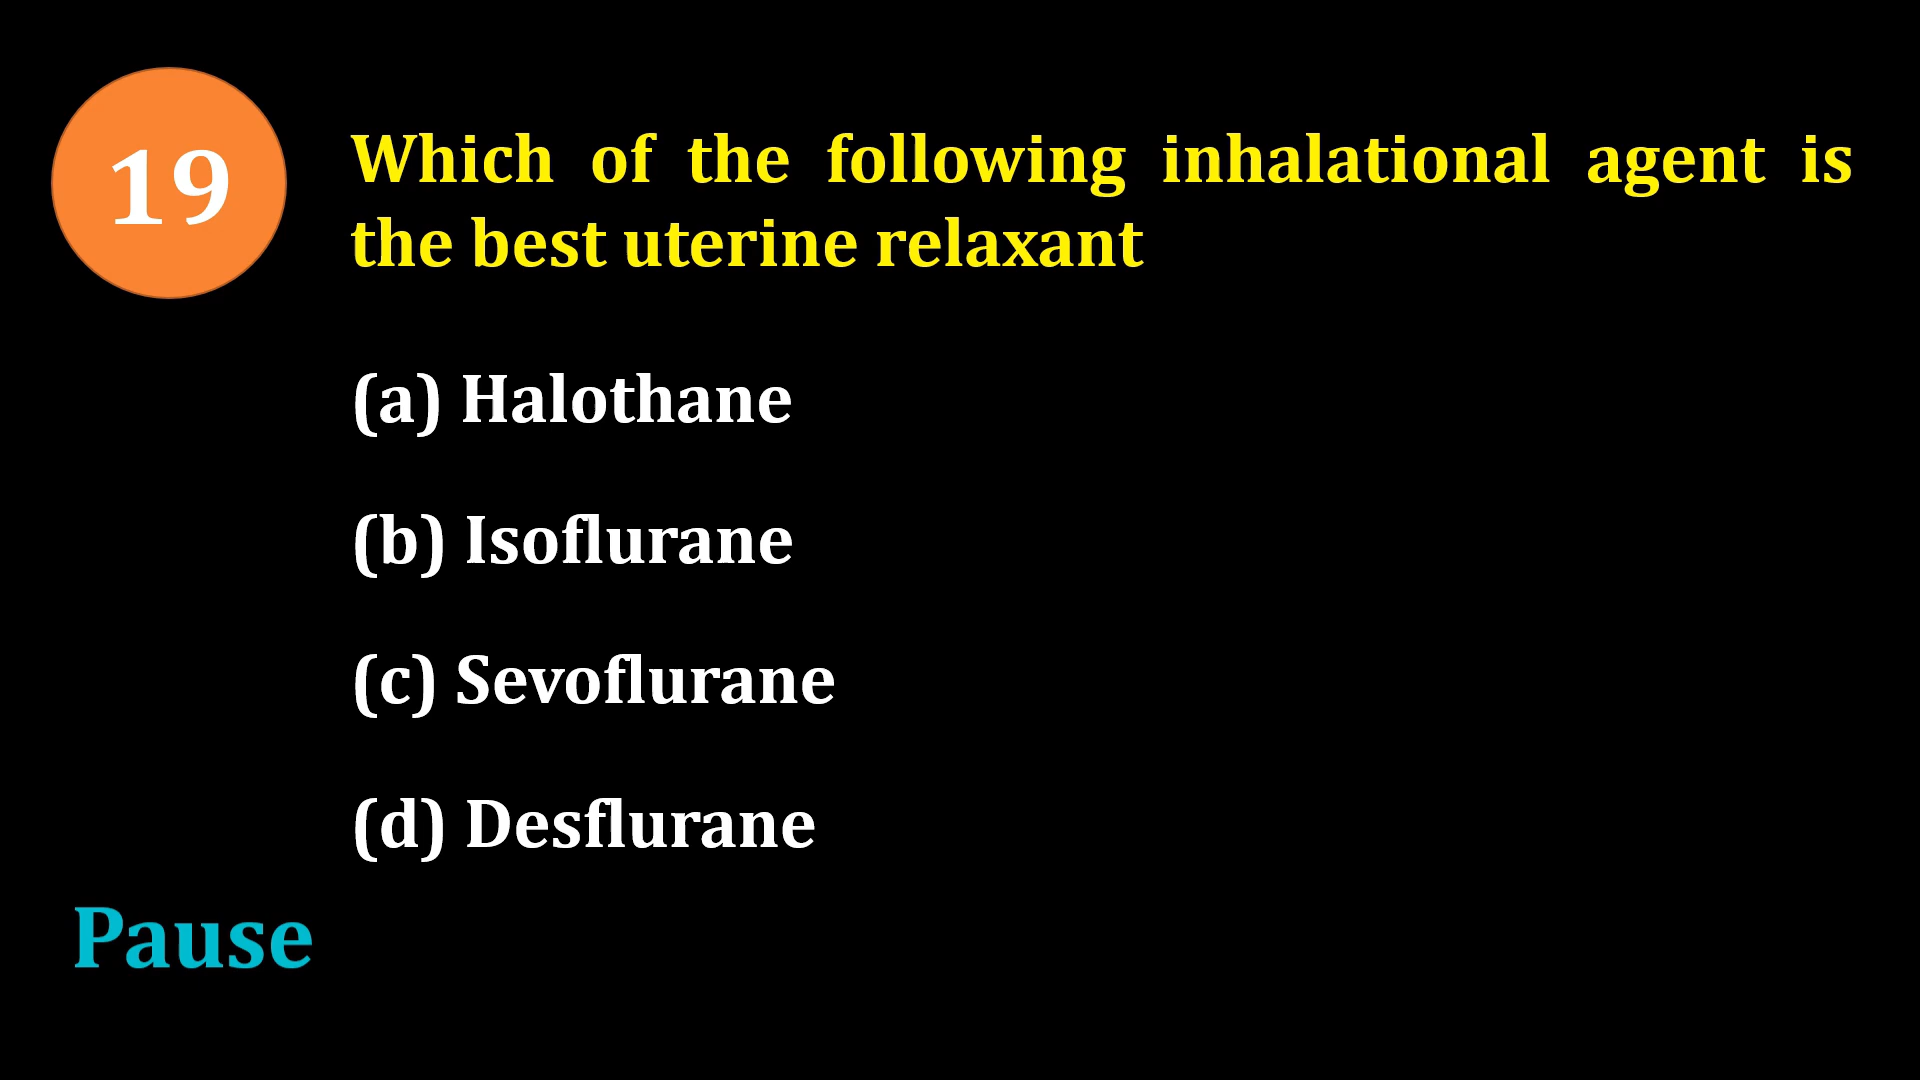 19
Which of the following inhalational agent is
the best uterine relaxant
(a) Halothane
(b) Isoflurane
(c) Sevoflurane
(d) Desflurane
Pause